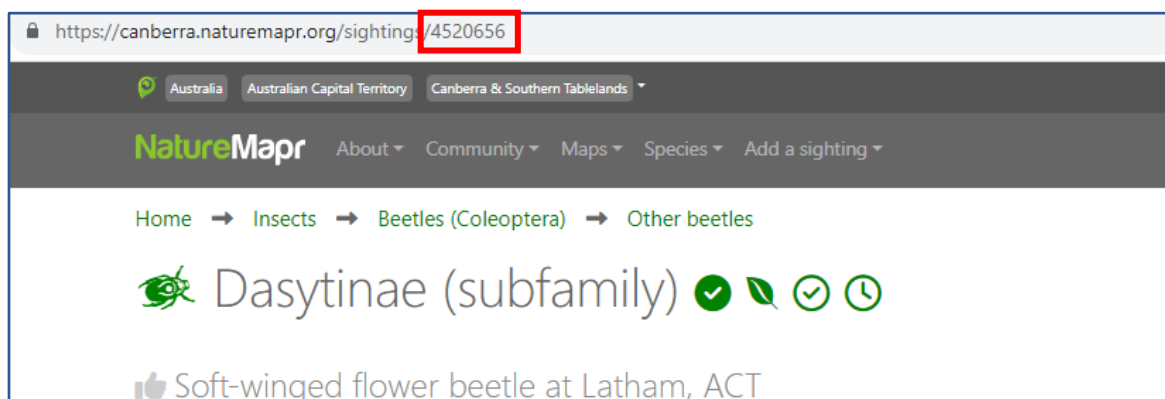 https://canberra.naturemapr.org/sightings/4520656
Australia Australian Capital Territory Canberra & Southern Tablelands
NatureMapr About Community Maps Species Add a sighting
Home → Insects → Beetles (Coleoptera) → Other beetles
Dasytinae (subfamily)
Soft-winged flower beetle at Latham, ACT